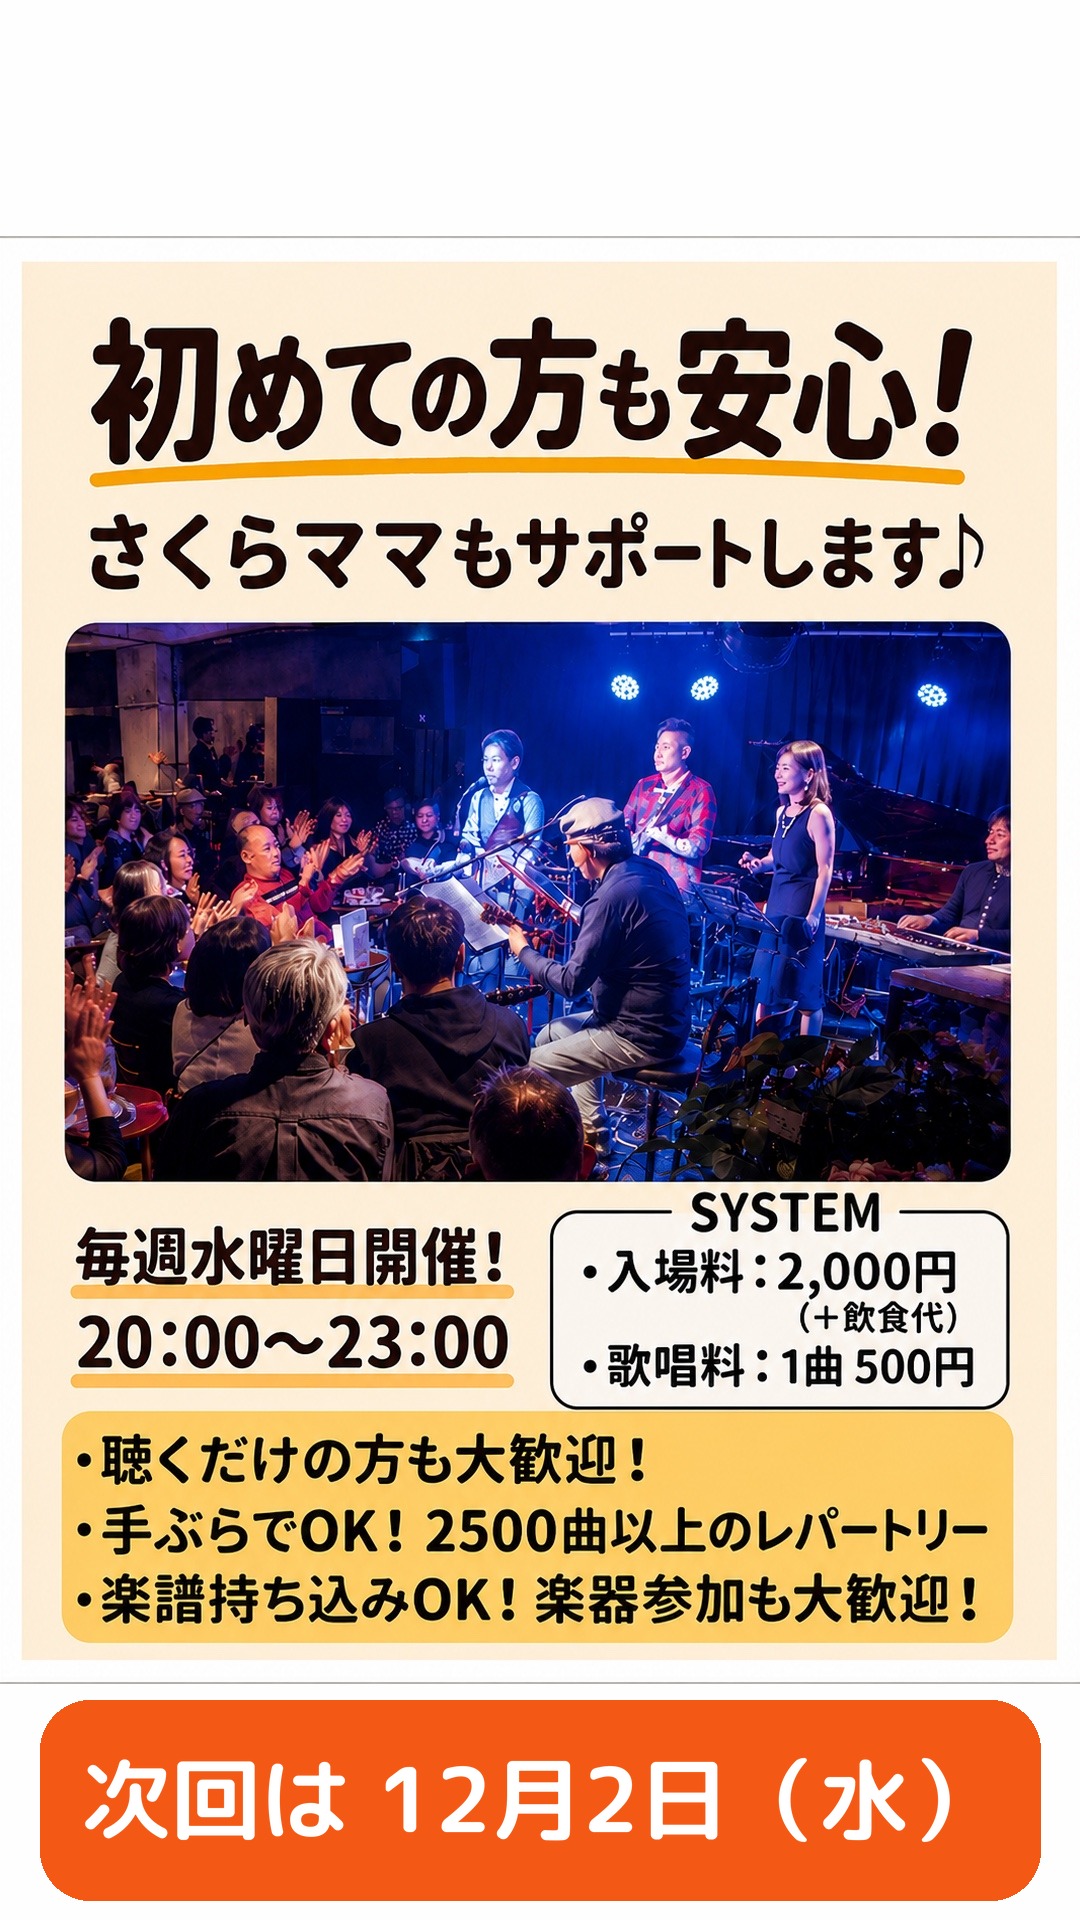 初めての方も安心！
さくらママもサポートします♪
毎週水曜日開催！
20：00～23：00
SYSTEM
・入場料：2,000円
（＋飲食代）
・歌唱料：1曲 500円
・聴くだけの方も大歓迎！
・手ぶらでOK！ 2500曲以上のレパートリー
・楽譜持ち込みOK！ 楽器参加も大歓迎！
次回は 12月2日（水）